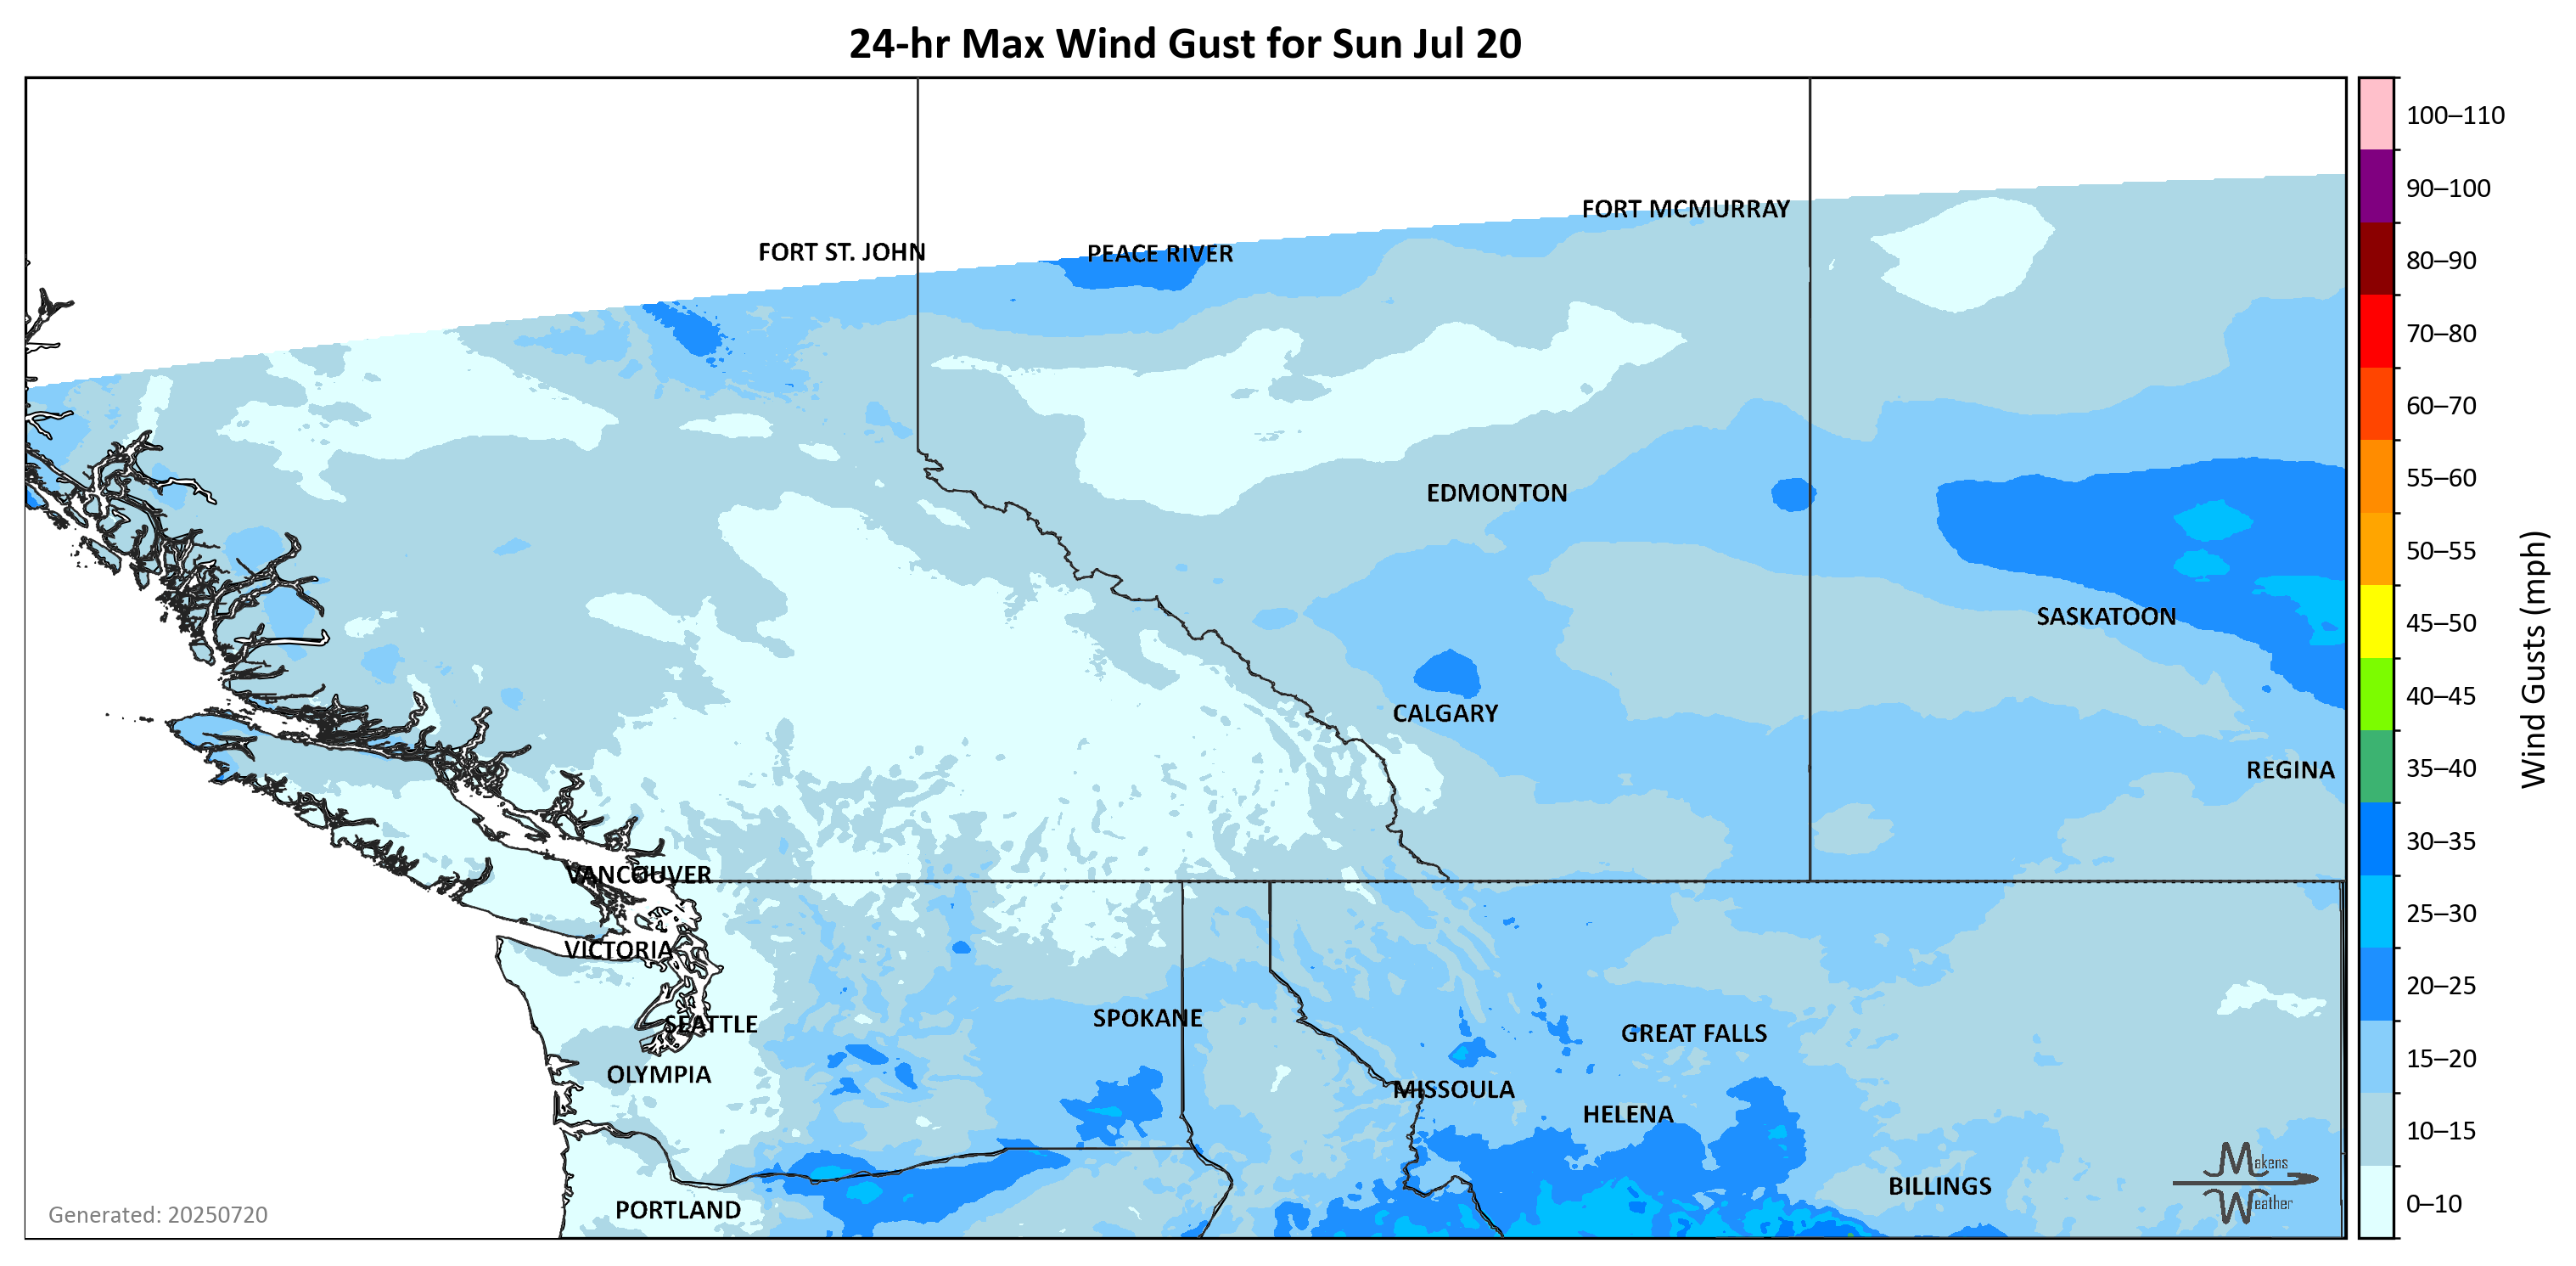 24-hr Max Wind Gust for Sun Jul 20
FORT MCMURRAY
FORT ST. JOHN
PEACE RIVER
EDMONTON
SASKATOON
CALGARY
REGINA
VANCOUVER
VICTORIA
SPOKANE
SEATTLE
GREAT FALLS
OLYMPIA
MISSOULA
HELENA
BILLINGS
PORTLAND
Makens
Weather
Generated: 20250720
100–110
90–100
80–90
70–80
60–70
55–60
50–55
45–50
40–45
35–40
30–35
25–30
20–25
15–20
10–15
0–10
Wind Gusts (mph)